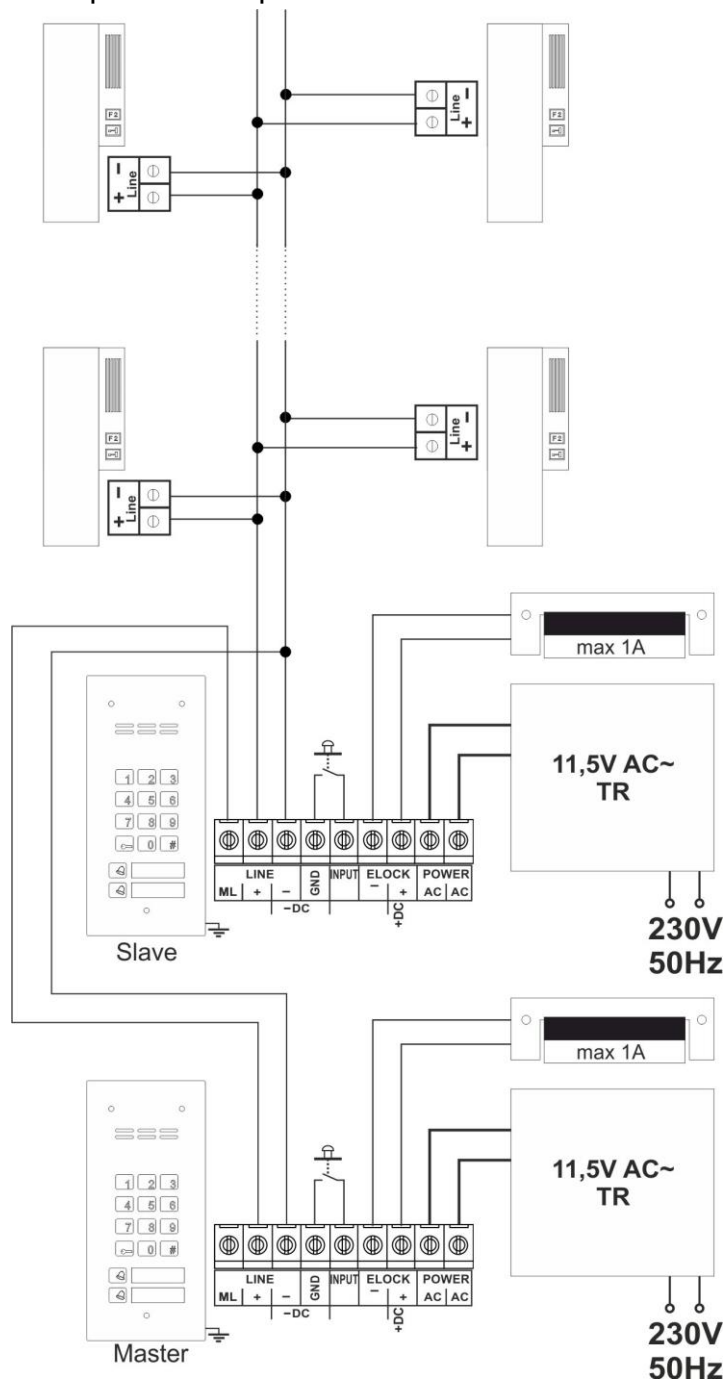 F2
Line
−
+
−
+
Line
F2
F2
Line
−
+
−
+
Line
F2
max 1A
11,5V AC~
TR
1 2 3
4 5 6
7 8 9
0 #
LINE GND INPUT ELOCK POWER
ML + − − + AC AC
−DC +DC
230V
50Hz
Slave
max 1A
11,5V AC~
TR
1 2 3
4 5 6
7 8 9
0 #
LINE GND INPUT ELOCK POWER
ML + − − + AC AC
−DC +DC
230V
50Hz
Master